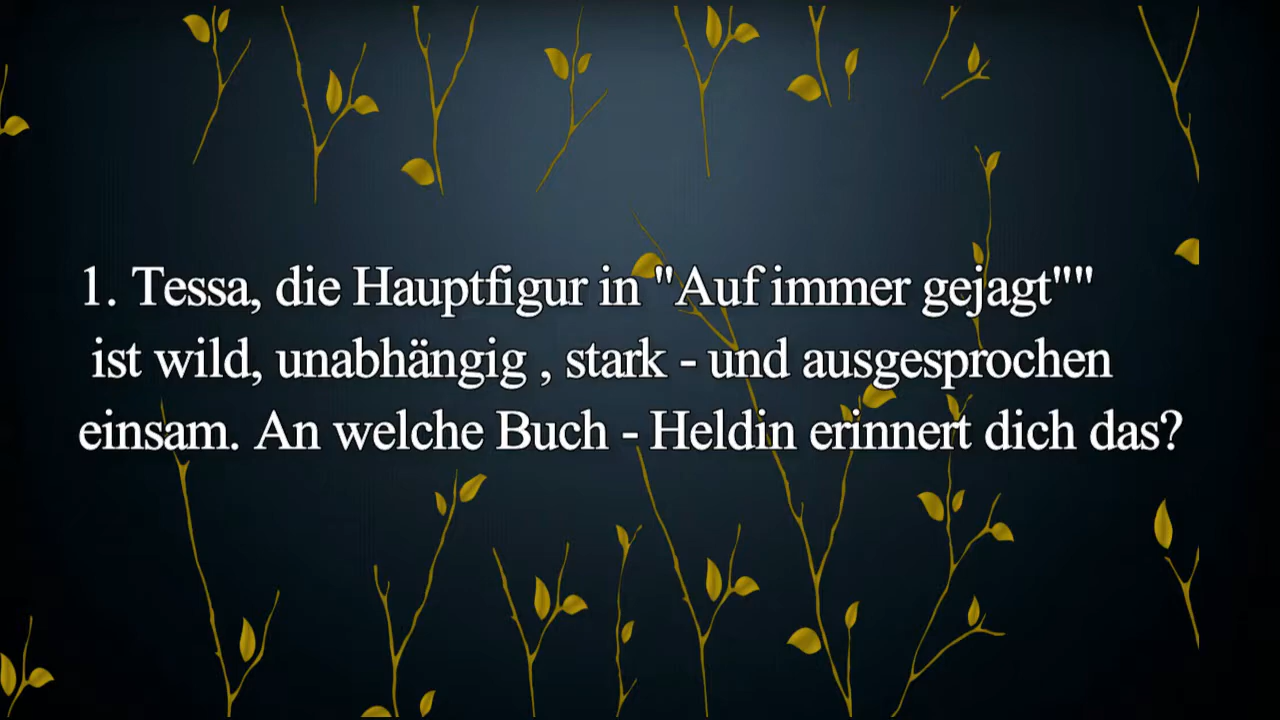 1. Tessa, die Hauptfigur in "Auf immer gejagt""
ist wild, unabhängig , stark - und ausgesprochen
einsam. An welche Buch - Heldin erinnert dich das?